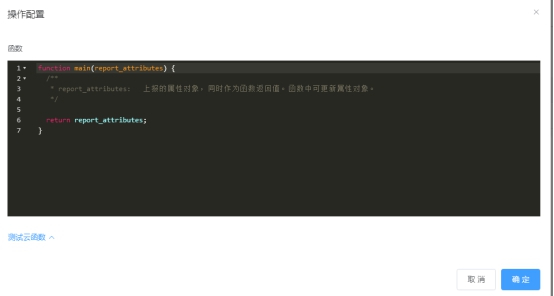 操作配置
×
函数
1 function main(report_attributes) {
2 /**
3 * report_attributes: 上报的属性对象，同时作为函数返回值。函数中可更新属性对象。
4 */
5
6 return report_attributes;
7 }
测试云函数
取消 确定